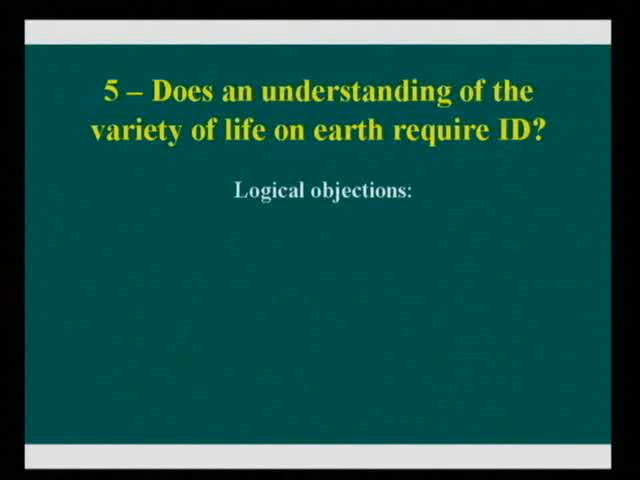 5 – Does an understanding of the
variety of life on earth require ID?
Logical objections: